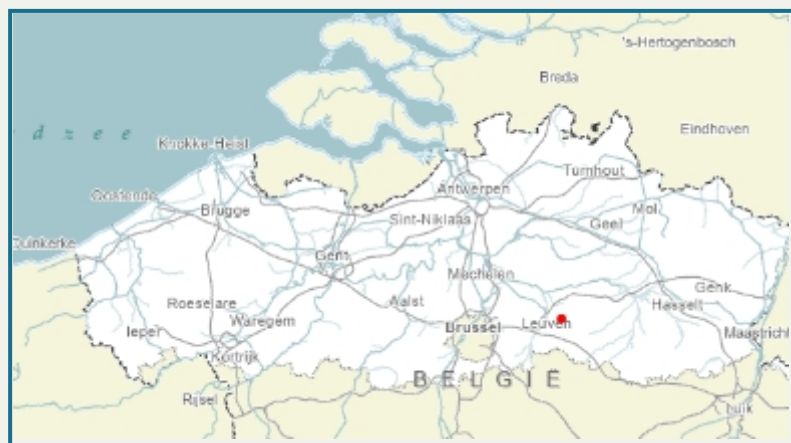 's-Hertogenbosch
Breda
dzee
Eindhoven
Knokke-Heist
Turnhout
Oostende
Antwerpen
Mol
Brugge
Sint-Niklaas
Geel
Duinkerke
Gent
Mechelen
Genk
Roeselare
Aalst
Hasselt
Ieper
Waregem
Brussel
Leuven
Maastricht
Kortrijk
BELGIË
Rijsel
Luik